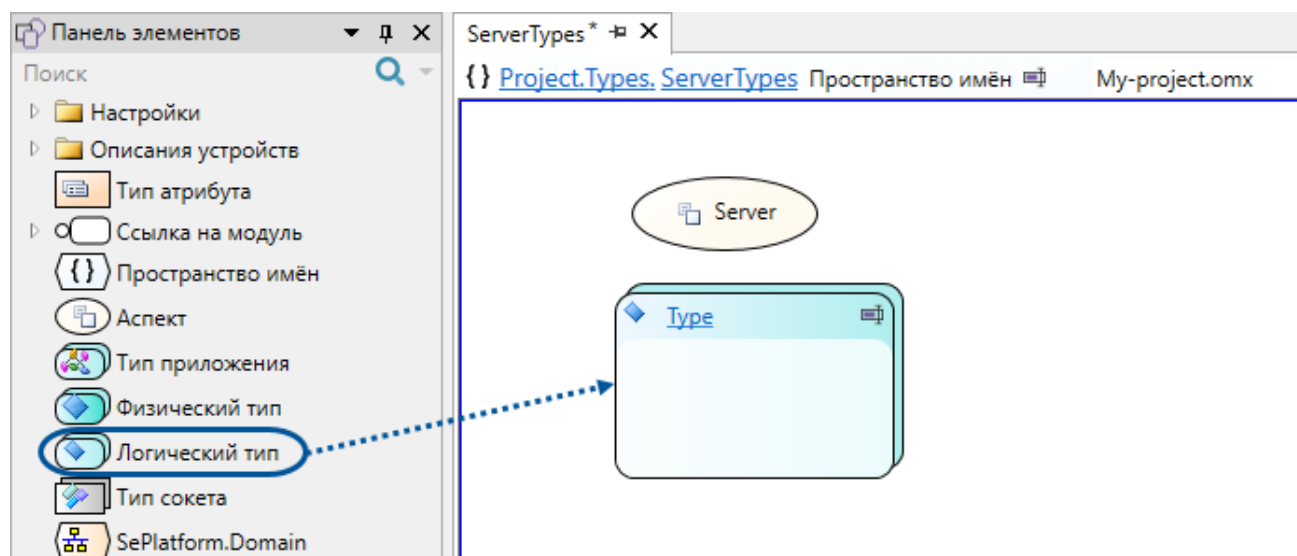 Панель элементов
Поиск
Настройки
Описания устройств
Тип атрибута
Ссылка на модуль
{ } Пространство имён
Аспект
Тип приложения
Физический тип
Логический тип
Тип сокета
SePlatform.Domain
ServerTypes*
{ } Project.Types. ServerTypes Пространство имён My-project.omx
Server
Type